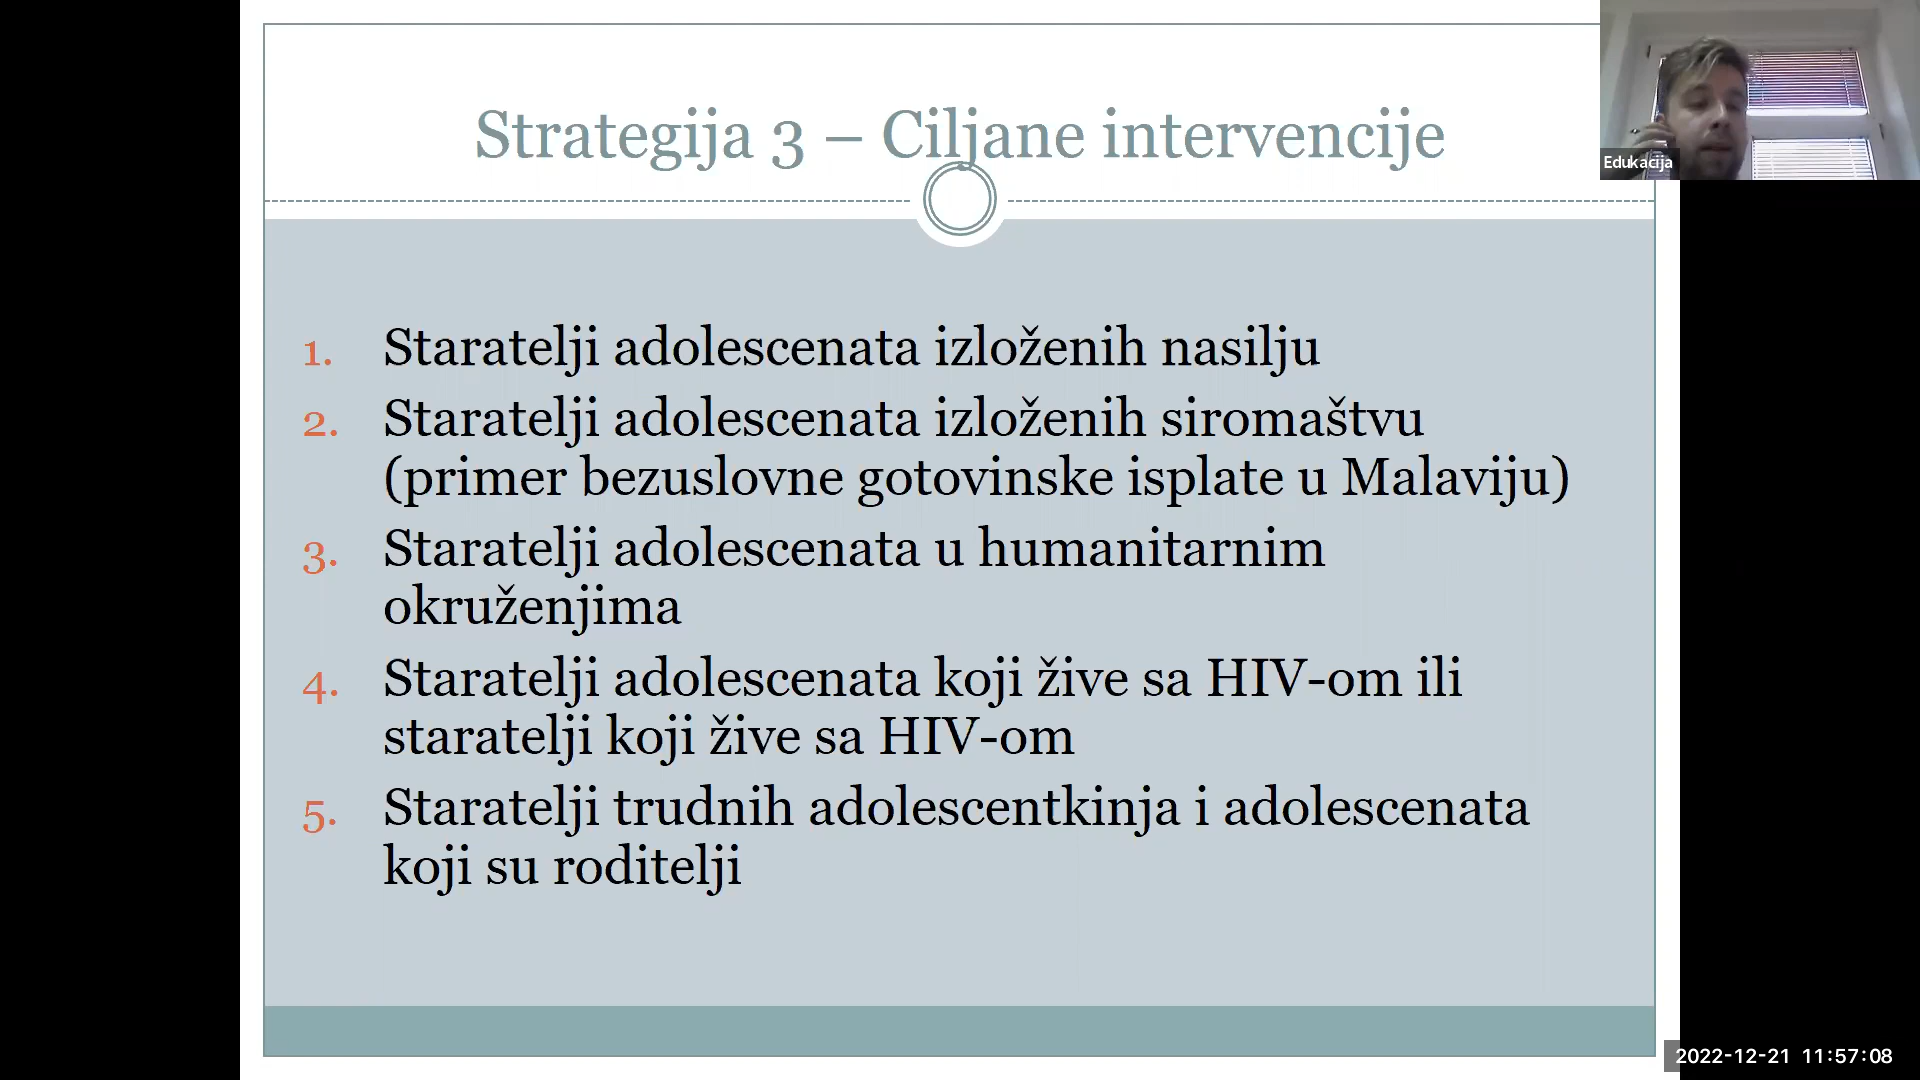 Strategija 3 – Ciljane intervencije
Edukacija
1. Staratelji adolescenata izloženih nasilju
2. Staratelji adolescenata izloženih siromaštvu
(primer bezuslovne gotovinske isplate u Malaviju)
3. Staratelji adolescenata u humanitarnim
okruženjima
4. Staratelji adolescenata koji žive sa HIV-om ili
staratelji koji žive sa HIV-om
5. Staratelji trudnih adolescentkinja i adolescenata
koji su roditelji
2022-12-21 11:57:08